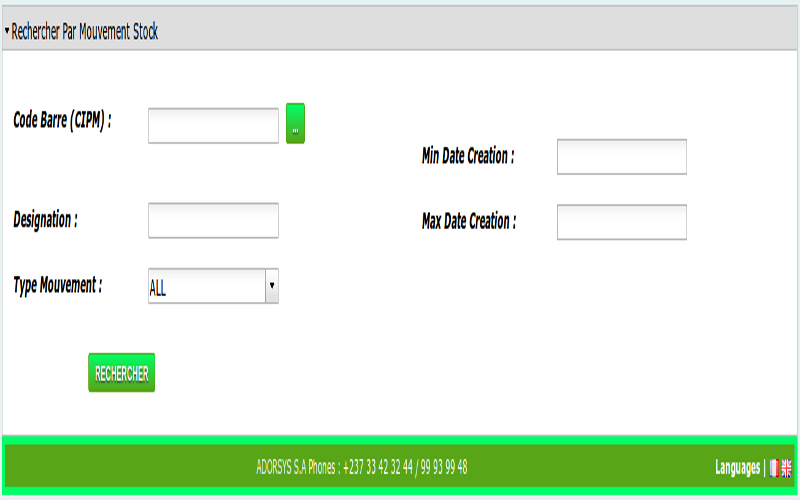 Rechercher Par Mouvement Stock
Code Barre (CIPM) :
...
Min Date Creation :
Designation :
Max Date Creation :
Type Mouvement :
ALL
RECHERCHER
ADORSYS S.A Phones : +237 33 42 32 44 / 99 93 99 48
Languages |